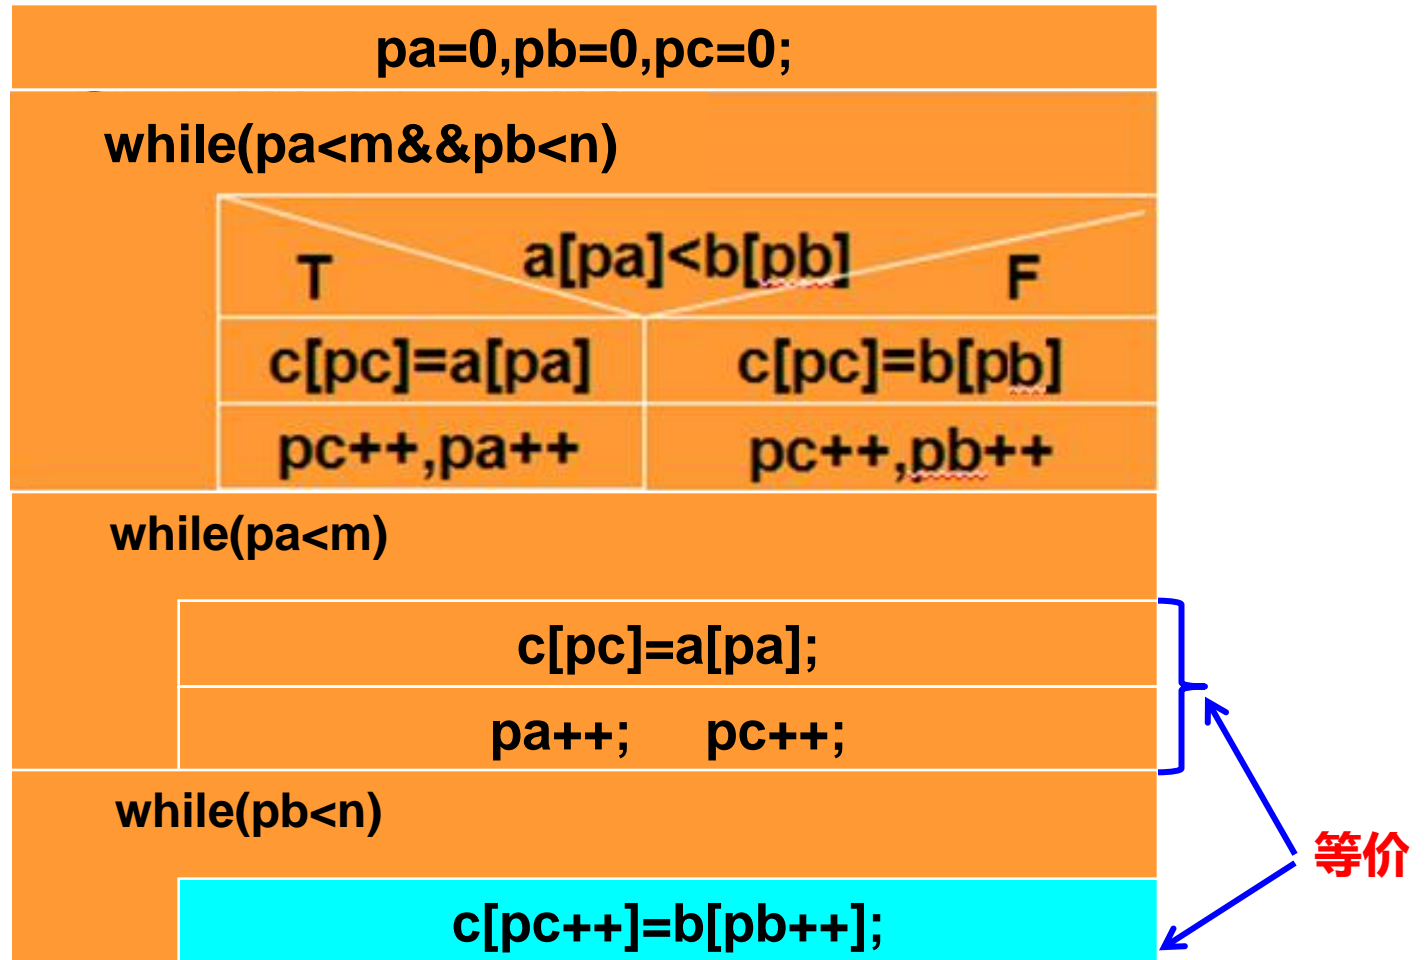 pa=0,pb=0,pc=0;
while(pa<m&&pb<n)
a[pa]<b[pb]
T F
c[pc]=a[pa] c[pc]=b[pb]
pc++,pa++ pc++,pb++
while(pa<m)
c[pc]=a[pa];
pa++; pc++;
while(pb<n)
等价
c[pc++]=b[pb++];